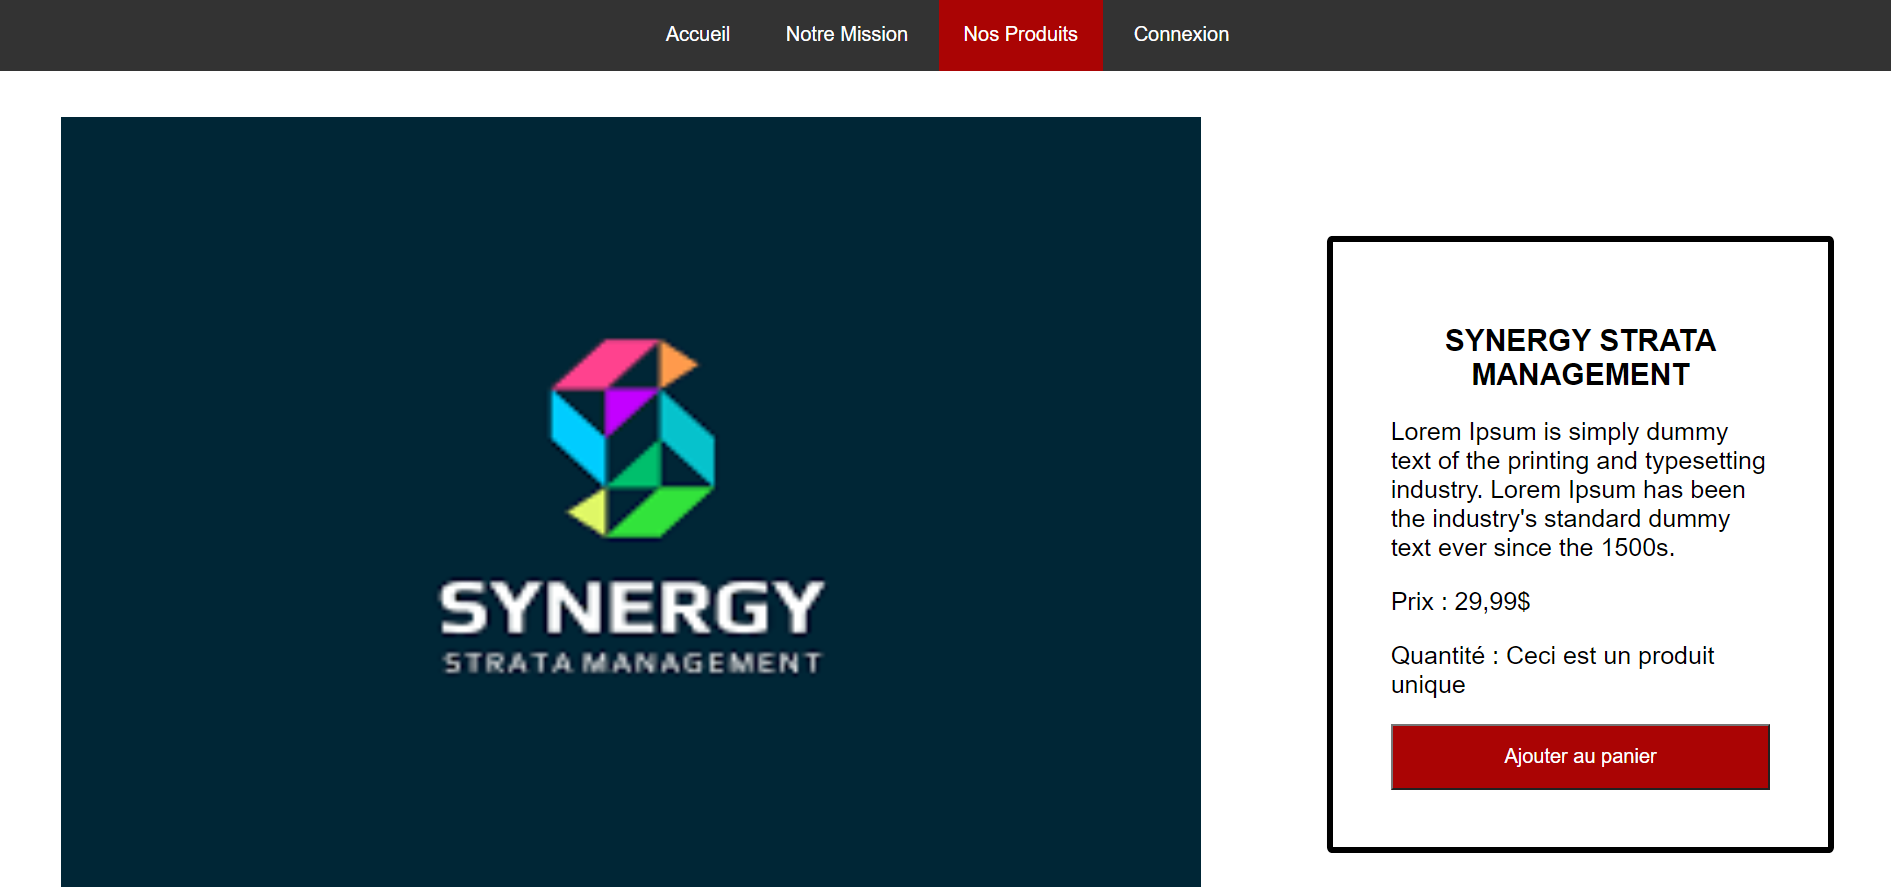 Accueil Notre Mission Nos Produits Connexion
SYNERGY
STRATA MANAGEMENT
SYNERGY STRATA
MANAGEMENT
Lorem Ipsum is simply dummy
text of the printing and typesetting
industry. Lorem Ipsum has been
the industry's standard dummy
text ever since the 1500s.
Prix : 29,99$
Quantité : Ceci est un produit
unique
Ajouter au panier